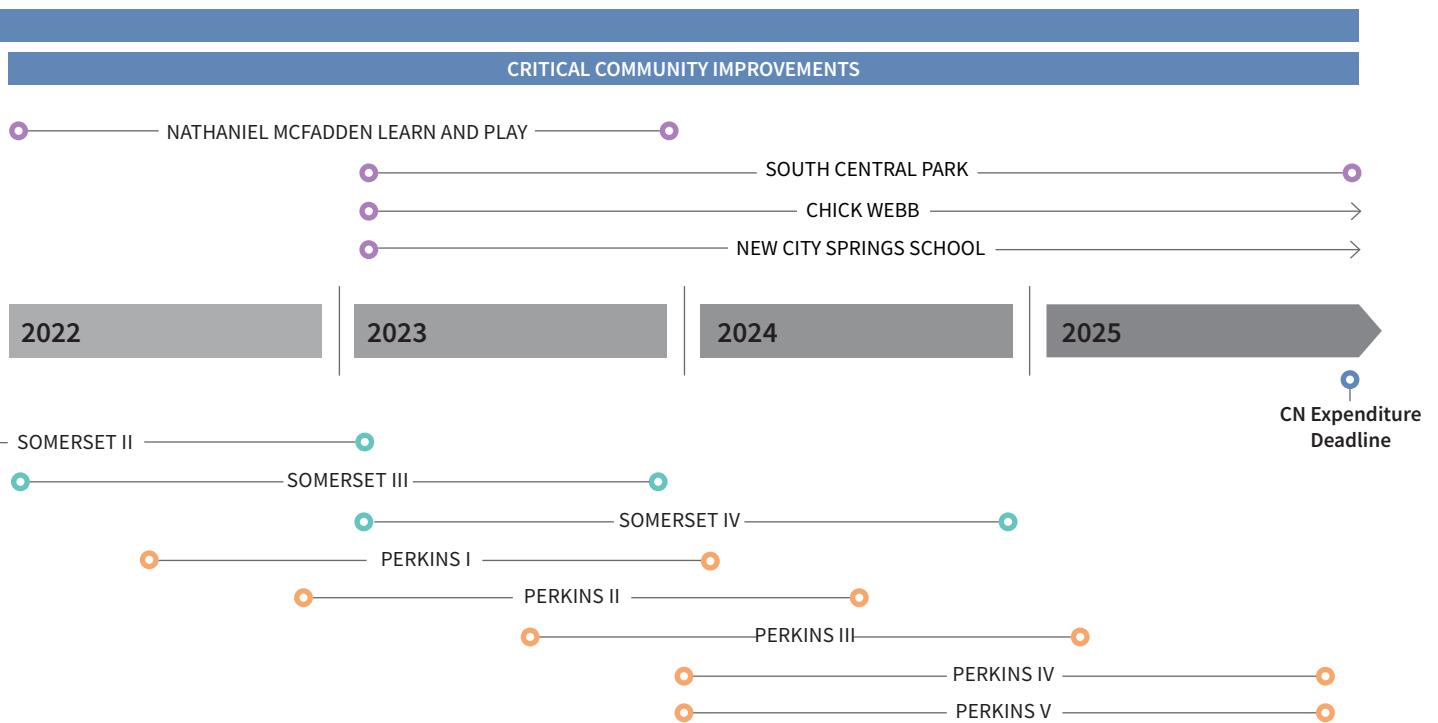 CRITICAL COMMUNITY IMPROVEMENTS
NATHANIEL MCFADDEN LEARN AND PLAY
SOUTH CENTRAL PARK
CHICK WEBB
NEW CITY SPRINGS SCHOOL
2022
2023
2024
2025
CN Expenditure
Deadline
SOMERSET II
SOMERSET III
SOMERSET IV
PERKINS I
PERKINS II
PERKINS III
PERKINS IV
PERKINS V